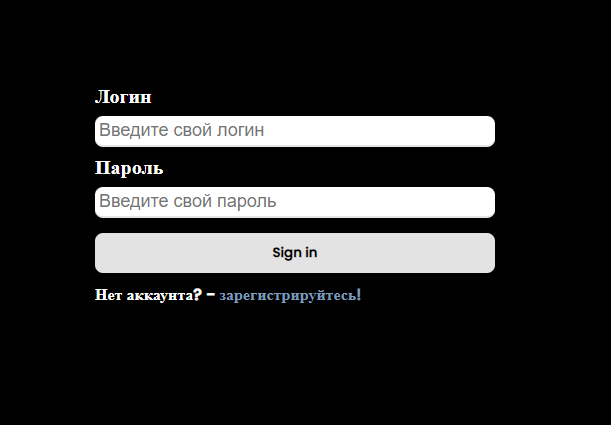 Логин
Введите свой логин
Пароль
Введите свой пароль
Sign in
Нет аккаунта? - зарегистрируйтесь!